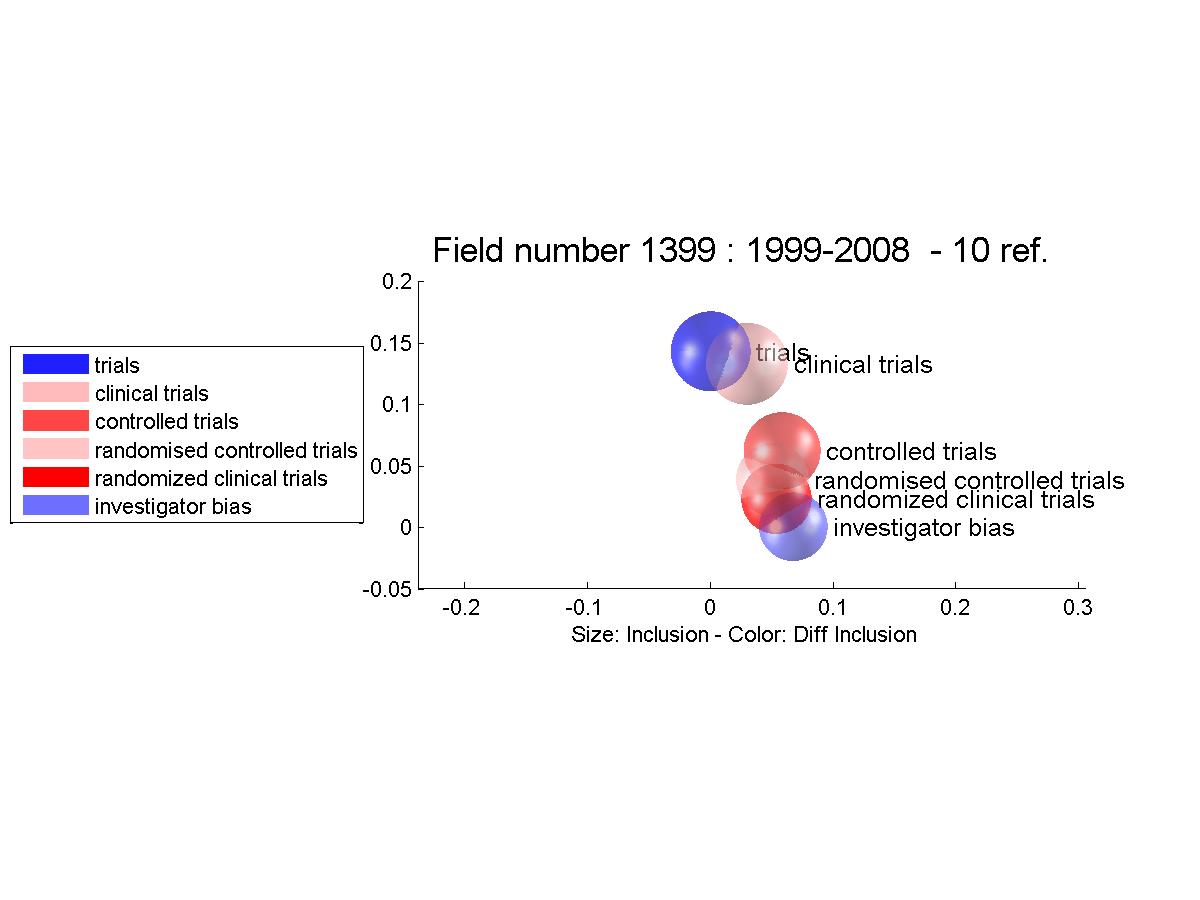 Field number 1399 : 1999-2008  - 10 ref.
trials
clinical trials
controlled trials
randomised controlled trials
randomized clinical trials
investigator bias
0.2
0.15
0.1
0.05
0
-0.05
trials
clinical trials
controlled trials
randomised controlled trials
randomized clinical trials
investigator bias
-0.2 -0.1 0 0.1 0.2 0.3
Size: Inclusion - Color: Diff Inclusion